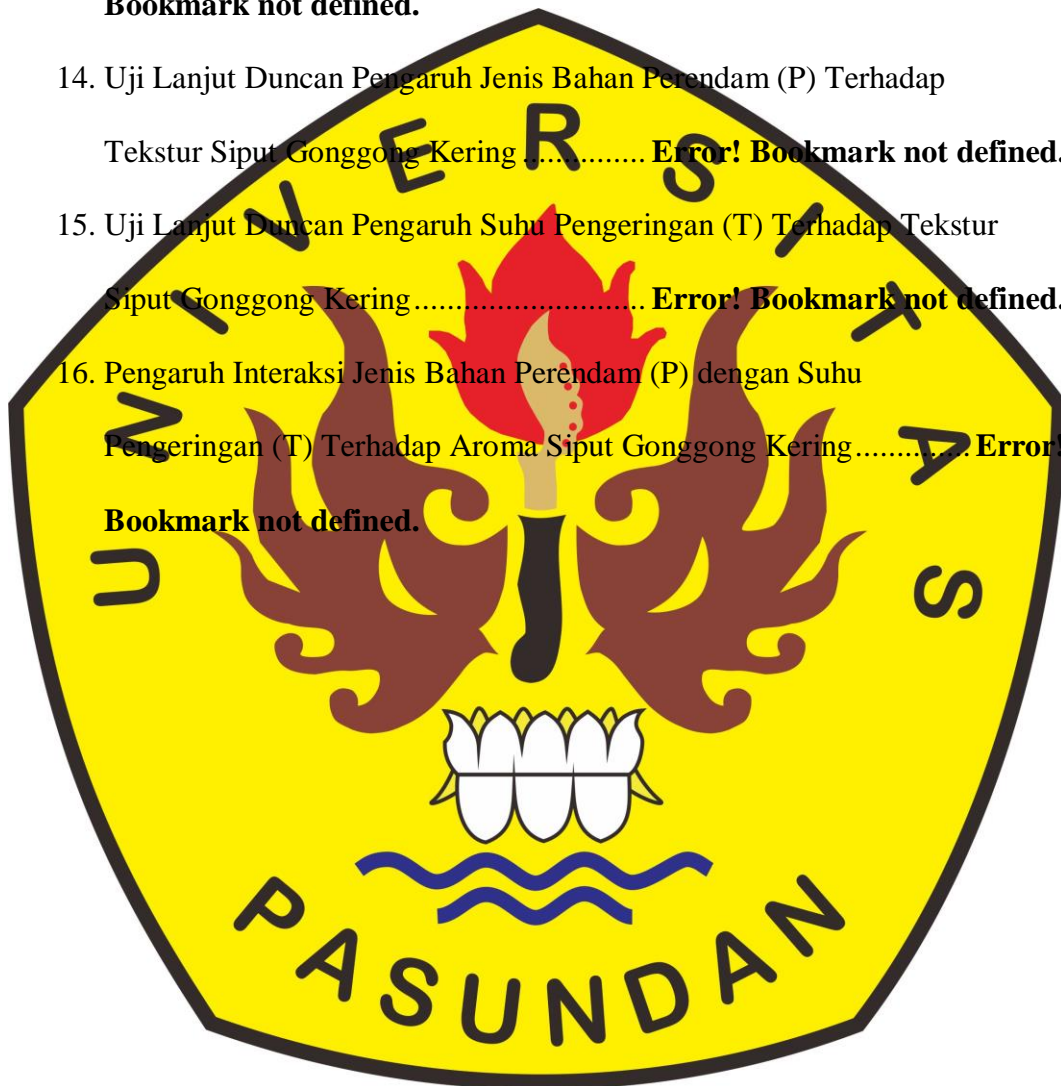 Bookmark not defined.
14. Uji Lanjut Duncan Pengaruh Jenis Bahan Perendam (P) Terhadap
Tekstur Siput Gonggong Kering ............... Error! Bookmark not defined.
15. Uji Lanjut Duncan Pengaruh Suhu Pengeringan (T) Terhadap Tekstur
Siput Gonggong Kering ............................ Error! Bookmark not defined.
16. Pengaruh Interaksi Jenis Bahan Perendam (P) dengan Suhu
Pengeringan (T) Terhadap Aroma Siput Gonggong Kering .............. Error!
Bookmark not defined.
UNIVERSITAS
PASUNDAN